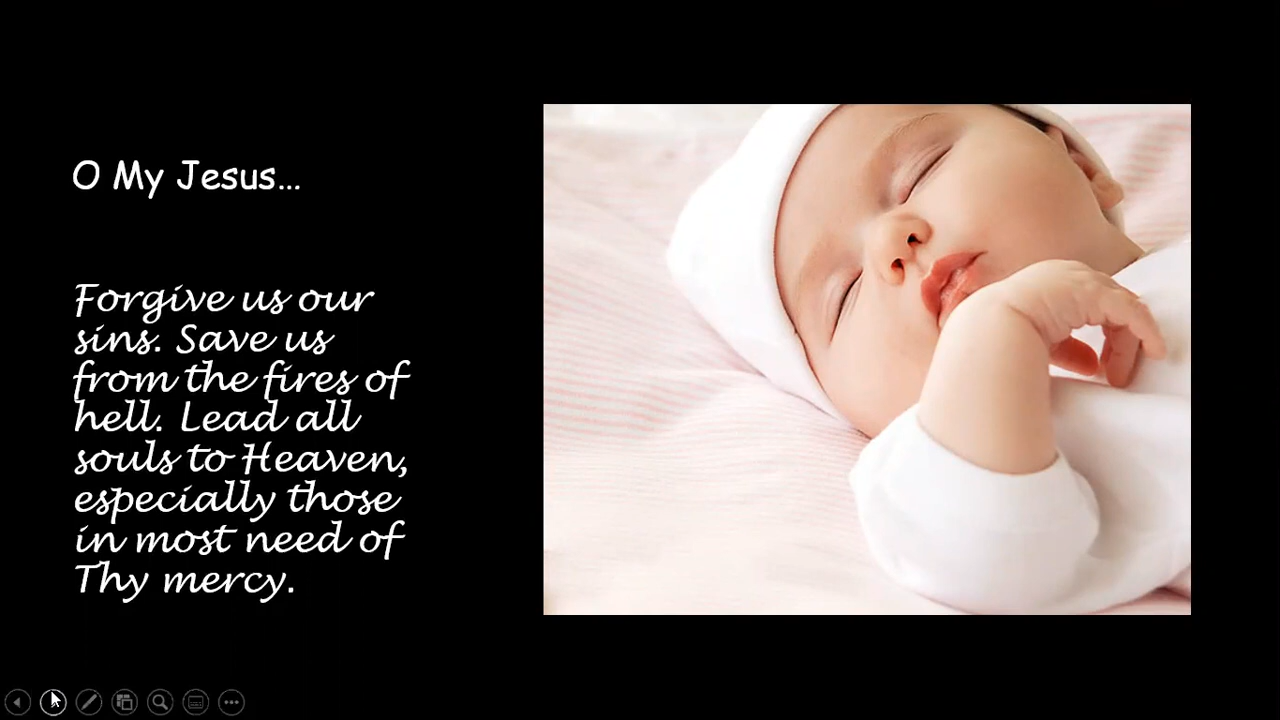 O My Jesus...
Forgive us our
sins. Save us
from the fires of
hell. Lead all
souls to Heaven,
especially those
in most need of
Thy mercy.